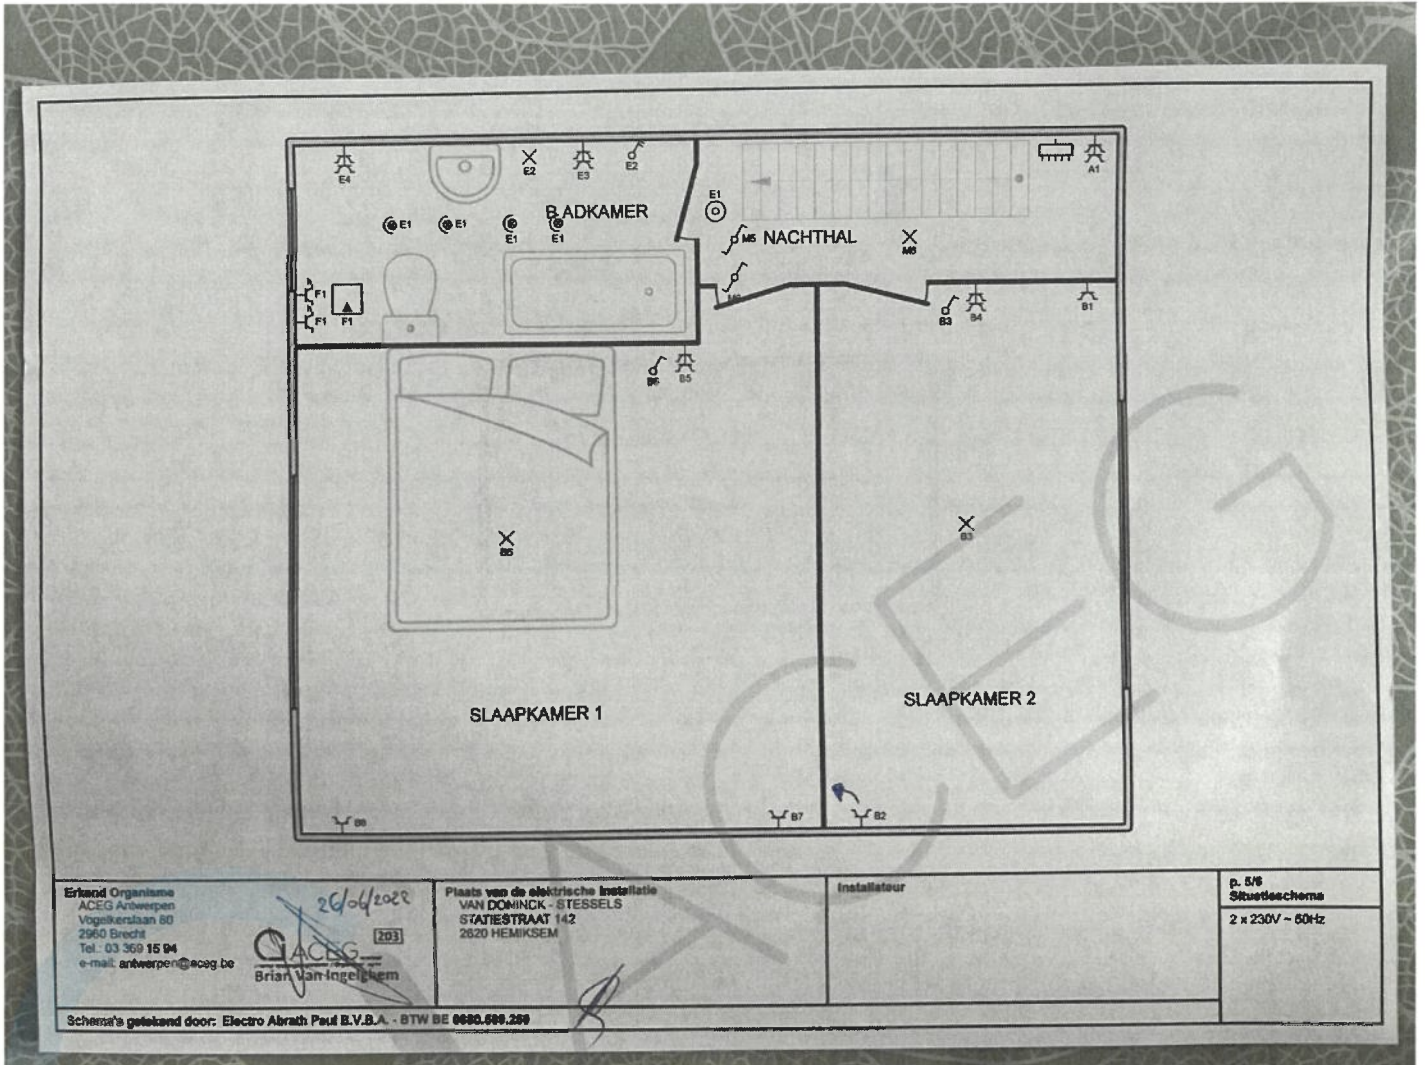 E4
E2
E3
E2
A1
E1
BADKAMER
E1
E1
E1
E1
M5
NACHTHAL
M6
F1
F1
F1
B3
B4
B1
B6
B5
B3
SLAAPKAMER 1
SLAAPKAMER 2
B7
B2
ACEG
Erkend Organisme
ACEG Antwerpen
Vogelkerslaan 80
2960 Brecht
Tel.: 03 369 15 94
e-mail: antwerpen@aceg.be
26/06/2022
203
ACEG
Brian Van Ingelghem
Plaats van de elektrische installatie
VAN DOMINCK - STESSELS
STATIESTRAAT 142
2620 HEMIKSEM
Installateur
p. 5/6
Situatieschema
2 x 230V ~ 50Hz
Schema's getekend door: Electro Abrath Paul B.V.B.A. - BTW BE